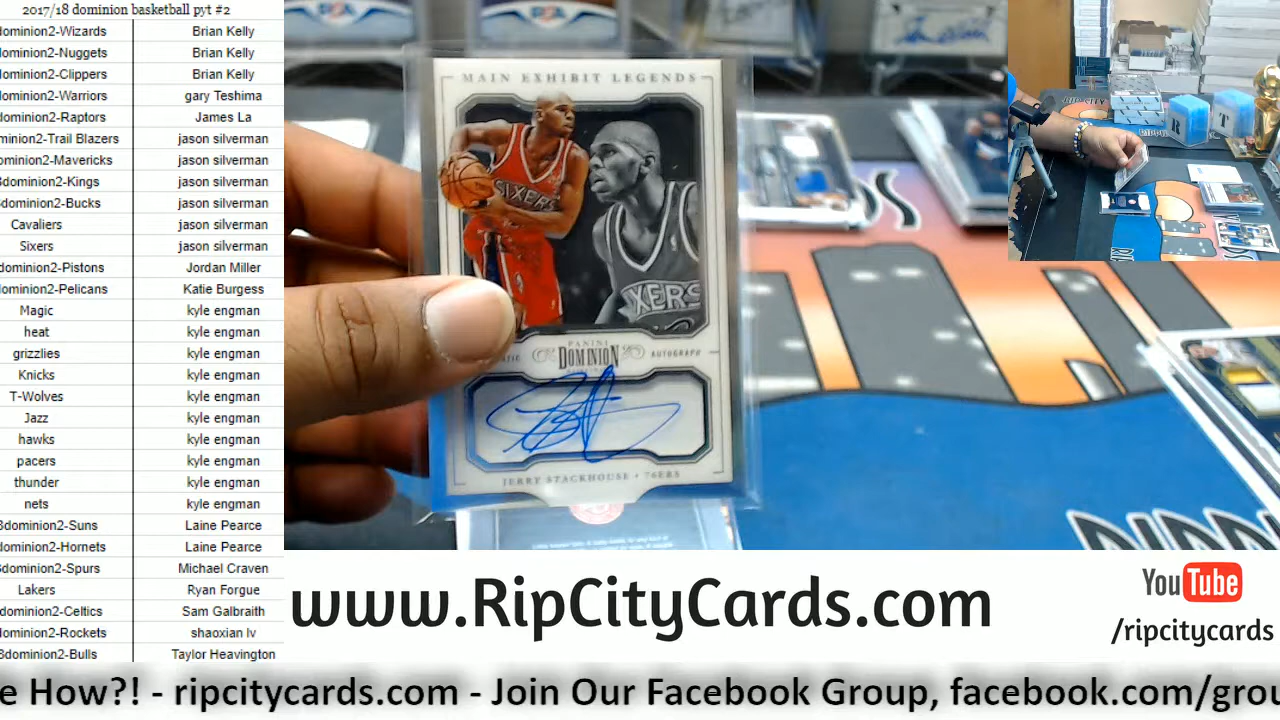 2017/18 dominion basketball pyt #2
dominion2-Wizards Brian Kelly
dominion2-Nuggets Brian Kelly
dominion2-Clippers Brian Kelly
dominion2-Warriors gary Teshima
dominion2-Raptors James La
ominion2-Trail Blazers jason silverman
ominion2-Mavericks jason silverman
dominion2-Kings jason silverman
dominion2-Bucks jason silverman
Cavaliers jason silverman
Sixers jason silverman
dominion2-Pistons Jordan Miller
ominion2-Pelicans Katie Burgess
Magic kyle engman
heat kyle engman
grizzlies kyle engman
Knicks kyle engman
T-Wolves kyle engman
Jazz kyle engman
hawks kyle engman
pacers kyle engman
thunder kyle engman
nets kyle engman
dominion2-Suns Laine Pearce
dominion2-Hornets Laine Pearce
dominion2-Spurs Michael Craven
Lakers Ryan Forgue
dominion2-Celtics Sam Galbraith
ominion2-Rockets shaoxian lv
dominion2-Bulls Taylor Heavington
MAIN EXHIBIT LEGENDS
SIXERS
XERS
PANINI
DOMINION
AUTOGRAPH
JERRY STACKHOUSE • 76ERS
RIP CITY
R T
www.RipCityCards.com
YouTube
/ripcitycards
e How?! - ripcitycards.com - Join Our Facebook Group, facebook.com/grou